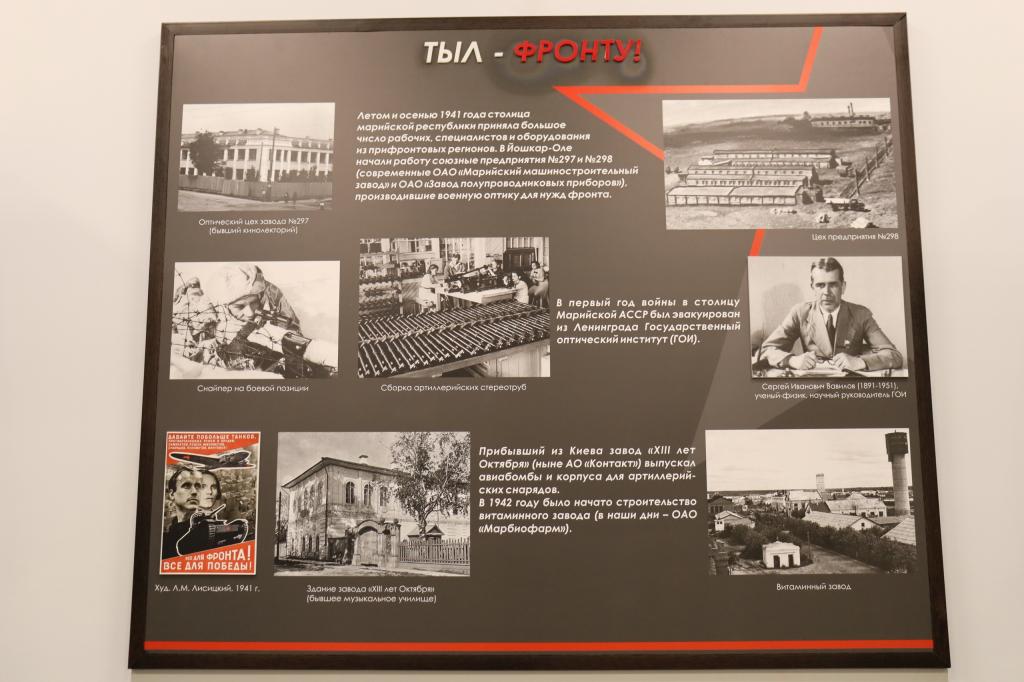 ТЫЛ - ФРОНТУ!
Летом и осенью 1941 года столица
марийской республики приняла большое
число рабочих, специалистов и оборудования
из прифронтовых регионов. В Йошкар-Оле
начали работу союзные предприятия №297 и №298
(современные ОАО «Марийский машиностроительный
завод» и ОАО «Завод полупроводниковых приборов»),
производившие военную оптику для нужд фронта.
Оптический цех завода №297
(бывший кинолекторий)
Цех предприятия №298
Снайпер на боевой позиции
Сборка артиллерийских стереотруб
В первый год войны в столицу
Марийской АССР был эвакуирован
из Ленинграда Государственный
оптический институт (ГОИ).
Сергей Иванович Вавилов (1891-1951),
ученый-физик, научный руководитель ГОИ
ДАВАЙТЕ ПОБОЛЬШЕ ТАНКОВ,
ВСЕ ДЛЯ ФРОНТА!
ВСЕ ДЛЯ ПОБЕДЫ!
Худ. Л.М. Лисицкий, 1941 г.
Здание завода «XIII лет Октября»
(бывшее музыкальное училище)
Прибывший из Киева завод «XIII лет
Октября» (ныне АО «Контакт») выпускал
авиабомбы и корпуса для артиллерий-
ских снарядов.
В 1942 году было начато строительство
витаминного завода (в наши дни – ОАО
«Марбиофарм»).
Витаминный завод